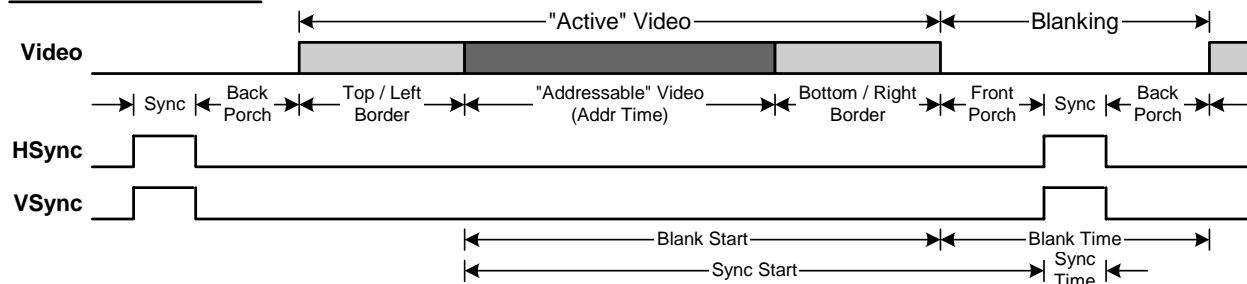 "Active" Video
Blanking
Video
Sync
Back
Porch
Top / Left
Border
"Addressable" Video
(Addr Time)
Bottom / Right
Border
Front
Porch
Sync
Back
Porch
HSync
VSync
Blank Start
Blank Time
Sync Start
Sync
Time